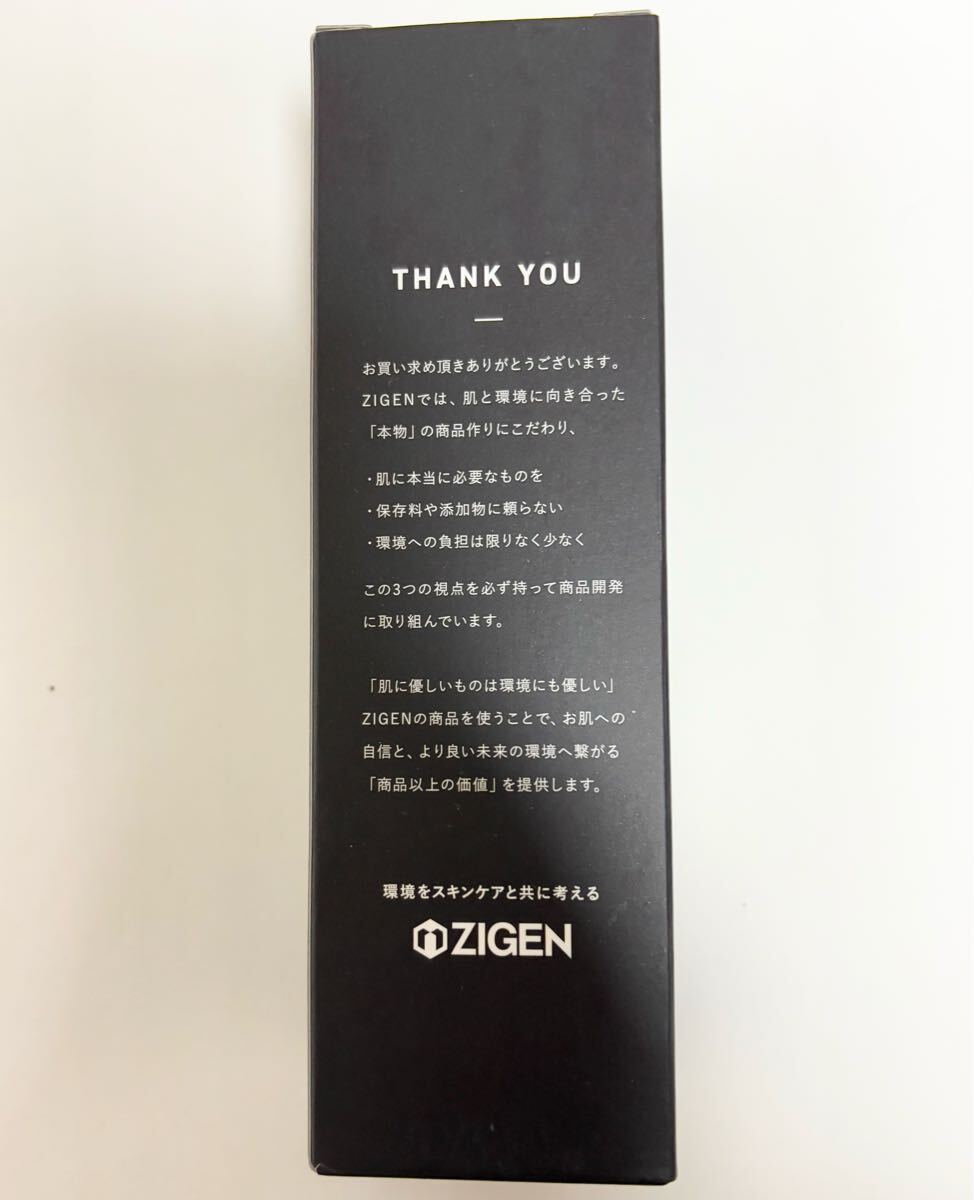 THANK YOU
お買い求め頂きありがとうございます。
ZIGENでは、肌と環境に向き合った
「本物」の商品作りにこだわり、
・肌に本当に必要なものを
・保存料や添加物に頼らない
・環境への負担は限りなく少なく
この3つの視点を必ず持って商品開発
に取り組んでいます。
「肌に優しいものは環境にも優しい」
ZIGENの商品を使うことで、お肌への
自信と、より良い未来の環境へ繋がる
「商品以上の価値」を提供します。
環境をスキンケアと共に考える
ZIGEN